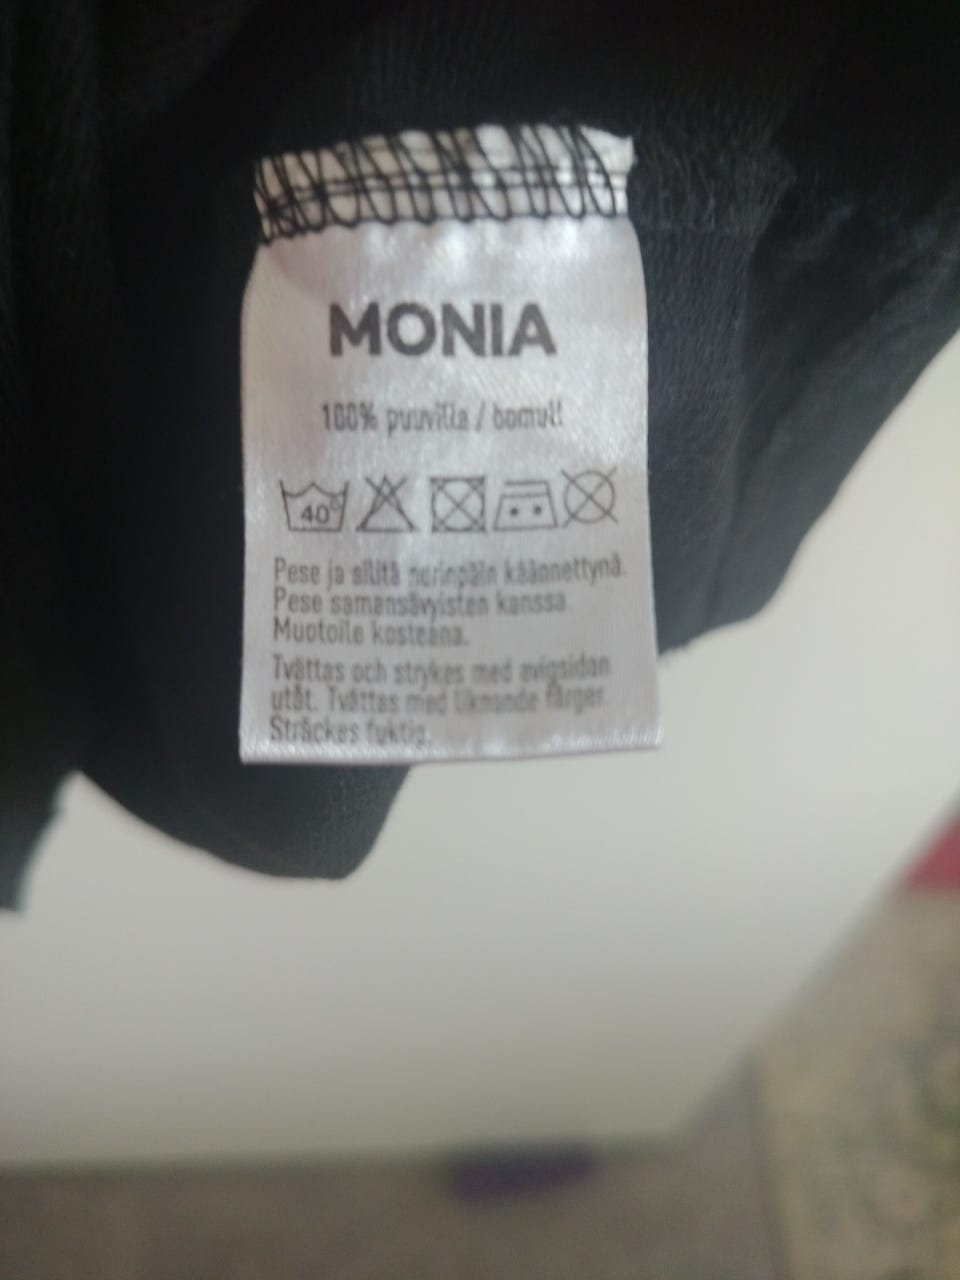 MONIA
100% puuvilla / bomull
40°
Pese ja silitä nurinpäin käännettynä.
Pese samansävyisten kanssa.
Muotoile kosteana.
Tvättas och strykes med avigsidan
utåt. Tvättas med liknande färger.
Sträckes fuktig.